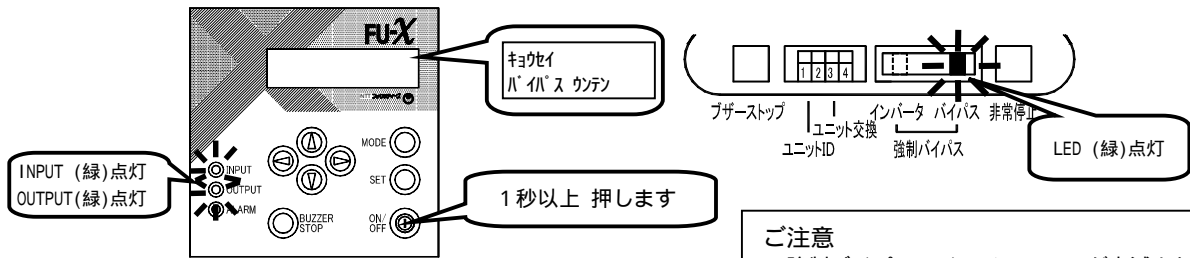 FU-X
キョウセイ
バイパス ウンテン
INPUT (緑)点灯
OUTPUT(緑)点灯
INPUT
OUTPUT
ALARM
MODE
SET
BUZZER
STOP
ON/
OFF
1秒以上 押します
1 2 3 4
ブザーストップ
インバータ バイパス 非常停止
ユニット交換
ユニットID
強制バイパス
LED (緑)点灯
ご注意